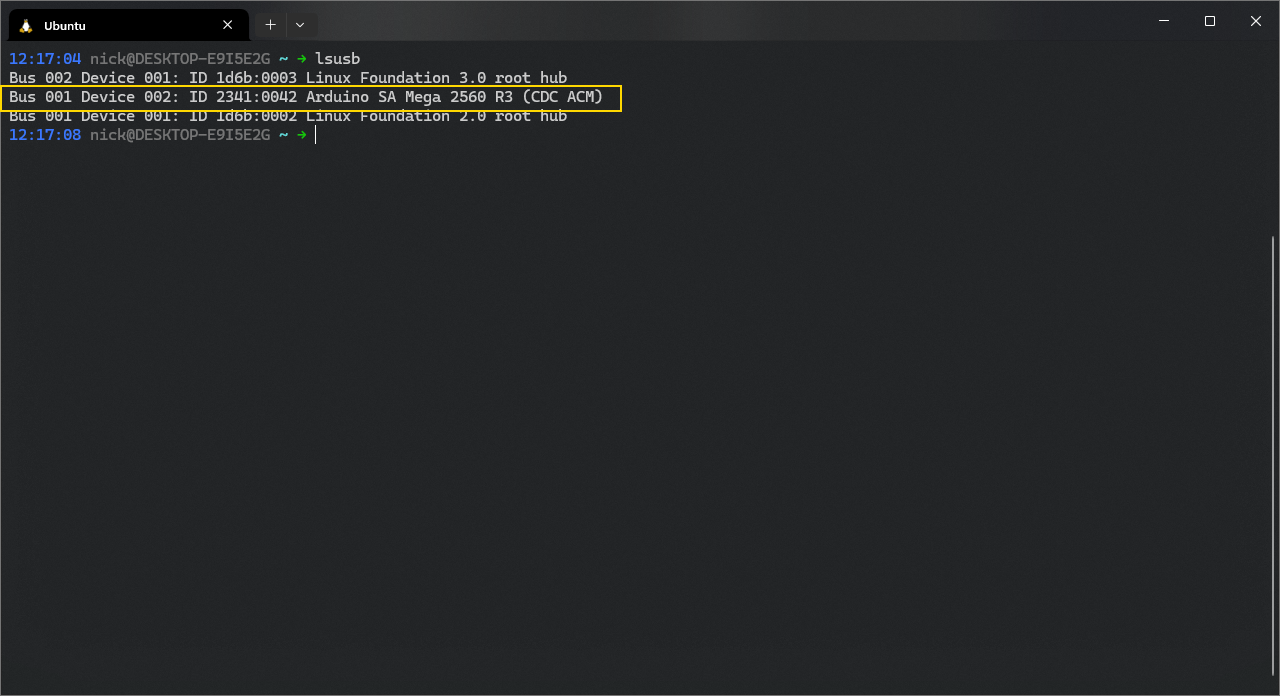 Ubuntu
12:17:04 nick@DESKTOP-E9I5E2G ~ → lsusb
Bus 002 Device 001: ID 1d6b:0003 Linux Foundation 3.0 root hub
Bus 001 Device 002: ID 2341:0042 Arduino SA Mega 2560 R3 (CDC ACM)
Bus 001 Device 001: ID 1d6b:0002 Linux Foundation 2.0 root hub
12:17:08 nick@DESKTOP-E9I5E2G ~ →